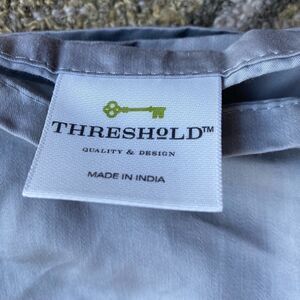 THRESHOLD™
QUALITY & DESIGN
MADE IN INDIA